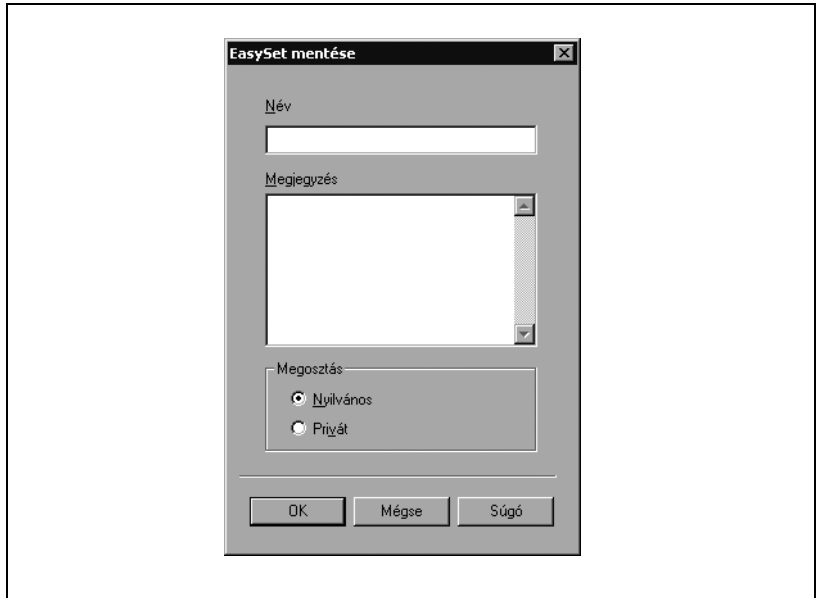 EasySet mentése
Név
Megjegyzés
Megosztás
Nyilvános
Privát
OK Mégse Súgó